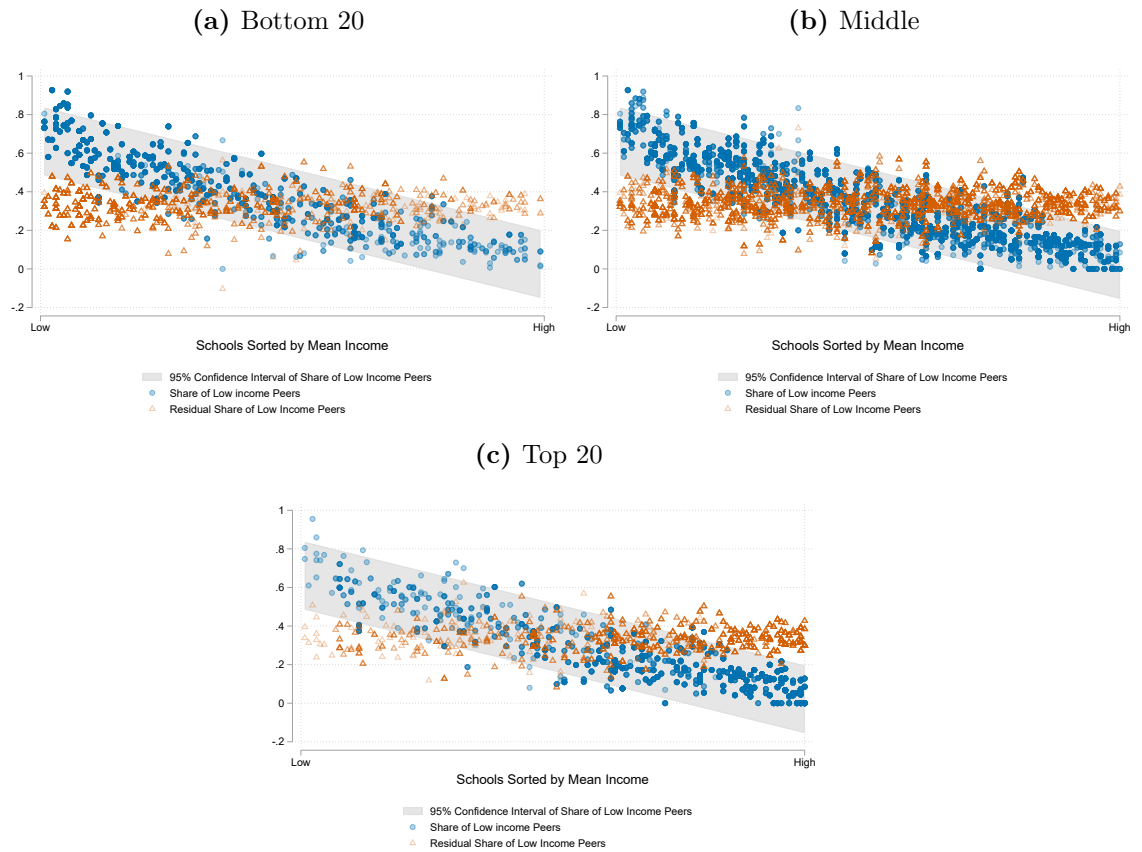 (a) Bottom 20
(b) Middle
1
.8
.6
.4
.2
0
-.2
Low
High
Schools Sorted by Mean Income
95% Confidence Interval of Share of Low Income Peers
Share of Low income Peers
Residual Share of Low Income Peers
1
.8
.6
.4
.2
0
-.2
Low
High
Schools Sorted by Mean Income
95% Confidence Interval of Share of Low Income Peers
Share of Low income Peers
Residual Share of Low Income Peers
(c) Top 20
1
.8
.6
.4
.2
0
-.2
Low
High
Schools Sorted by Mean Income
95% Confidence Interval of Share of Low Income Peers
Share of Low income Peers
Residual Share of Low Income Peers